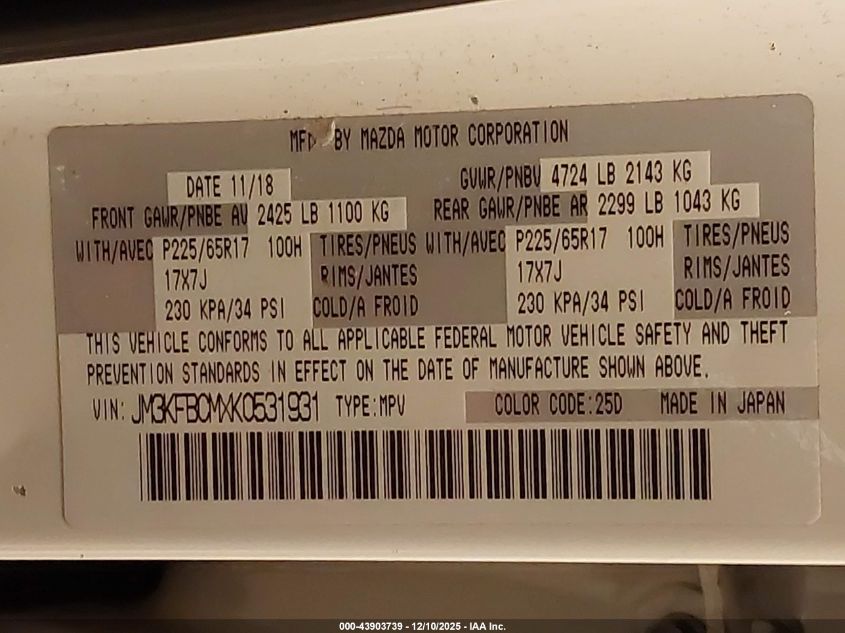 MFD BY MAZDA MOTOR CORPORATION
DATE 11/18 GVWR/PNBV 4724 LB 2143 KG
FRONT GAWR/PNBE AV 2425 LB 1100 KG REAR GAWR/PNBE AR 2299 LB 1043 KG
WITH/AVEC P225/65R17 100H TIRES/PNEUS WITH/AVEC P225/65R17 100H TIRES/PNEUS
17X7J RIMS/JANTES 17X7J RIMS/JANTES
230 KPA/34 PSI COLD/A FROID 230 KPA/34 PSI COLD/A FROID
THIS VEHICLE CONFORMS TO ALL APPLICABLE FEDERAL MOTOR VEHICLE SAFETY AND THEFT
PREVENTION STANDARDS IN EFFECT ON THE DATE OF MANUFACTURE SHOWN ABOVE.
VIN: JM3KFBCMXK0531931 TYPE:MPV COLOR CODE:25D MADE IN JAPAN
000-43903739 - 12/10/2025 - IAA Inc.